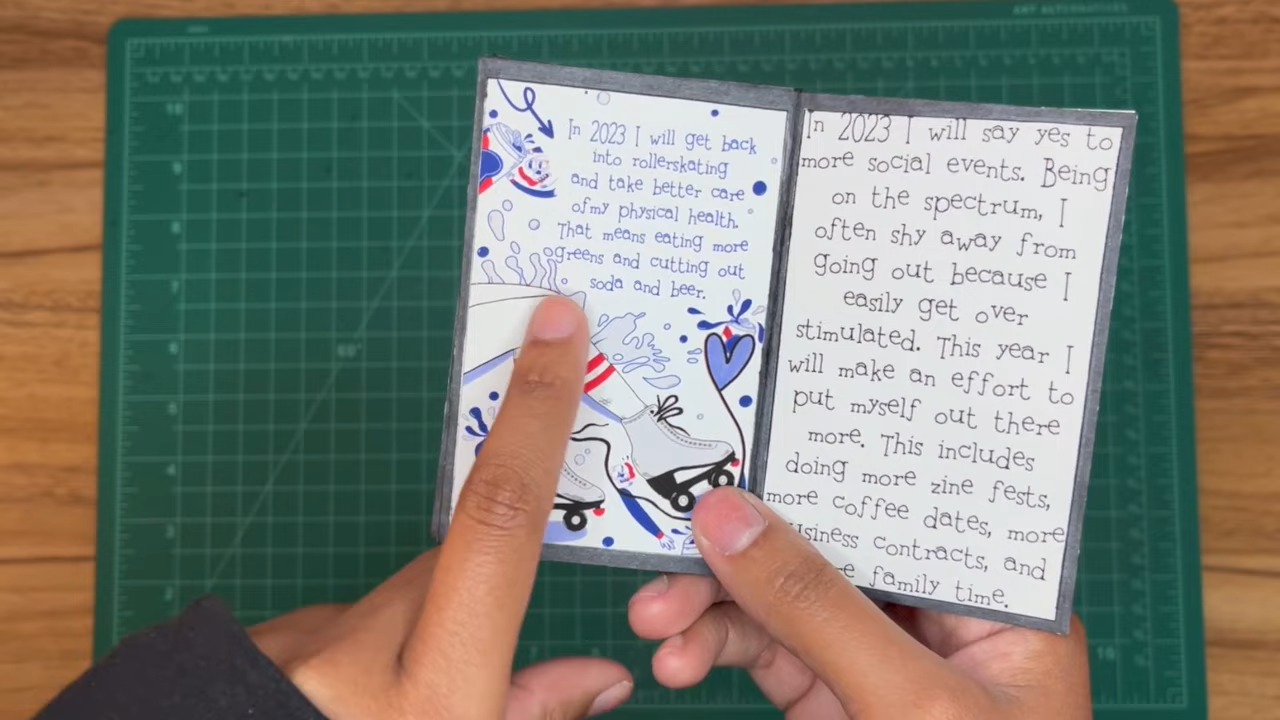 ART ALTERNATIVES
In 2023 I will get back
into rollerskating
and take better care
of my physical health.
That means eating more
greens and cutting out
soda and beer.
In 2023 I will say yes to
more social events. Being
on the spectrum, I
often shy away from
going out because I
easily get over
stimulated. This year I
will make an effort to
put myself out there
more. This includes
doing more zine fests,
more coffee dates, more
usiness contracts, and
e family time.